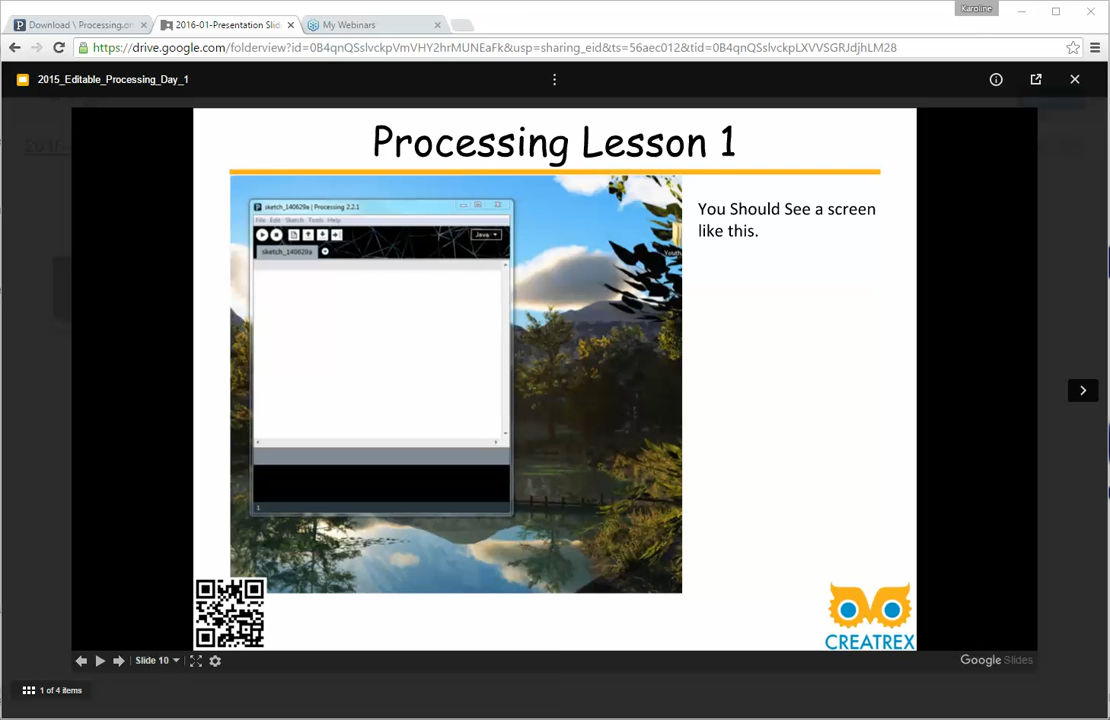 Karoline
Download \ Processing.or
2016-01-Presentation Slid
My Webinars
https://drive.google.com/folderview?id=0B4qnQSslvckpVmVHY2hrMUNEaFk&usp=sharing_eid&ts=56aec012&tid=0B4qnQSslvckpLXVVSGRJdjhLM28
2015_Editable_Processing_Day_1
Processing Lesson 1
sketch_140629a | Processing 2.2.1
File Edit Sketch Tools Help
Java
sketch_140629a
1
You Should See a screen
like this.
CREATREX
Slide 10
Google Slides
1 of 4 items